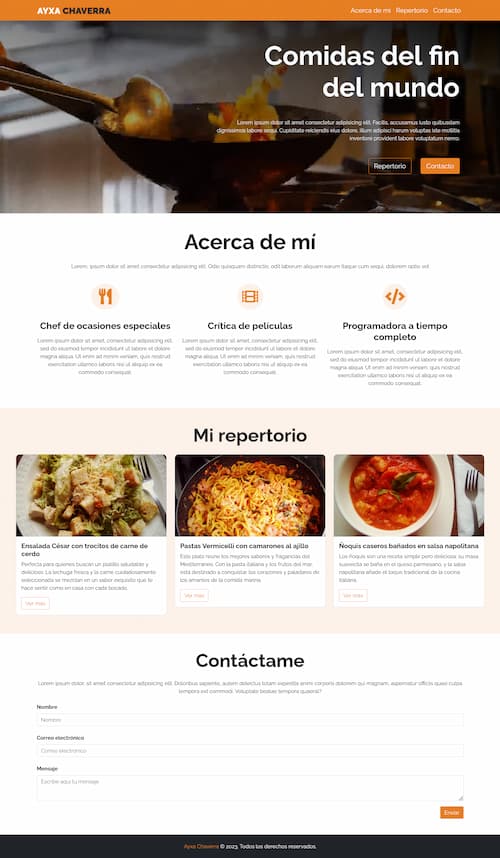 AYXA CHAVERRA
Acerca de mi Repertorio Contacto
Comidas del fin
del mundo
Lorem ipsum dolor sit amet consectetur adipisicing elit. Facilis, accusamus iusto quibusdam
dignissimos labore sequi. Cupiditate reiciendis eius dolore, illum adipisci harum voluptas iste mollitia
inventore provident labore voluptatum nemo.
Repertorio Contacto
Acerca de mí
Lorem, ipsum dolor sit amet consectetur adipisicing elit. Odio quisquam distinctio, odit laborum aliquam earum itaque cum sequi, dolorem optio vel
Chef de ocasiones especiales
Lorem ipsum dolor sit amet, consectetur adipiscing elit,
sed do eiusmod tempor incididunt ut labore et dolore
magna aliqua. Ut enim ad minim veniam, quis nostrud
exercitation ullamco laboris nisi ut aliquip ex ea
commodo consequat.
Crítica de películas
Lorem ipsum dolor sit amet, consectetur adipiscing elit,
sed do eiusmod tempor incididunt ut labore et dolore
magna aliqua. Ut enim ad minim veniam, quis nostrud
exercitation ullamco laboris nisi ut aliquip ex ea
commodo consequat.
Programadora a tiempo
completo
Lorem ipsum dolor sit amet, consectetur adipiscing elit,
sed do eiusmod tempor incididunt ut labore et dolore
magna aliqua. Ut enim ad minim veniam, quis nostrud
exercitation ullamco laboris nisi ut aliquip ex ea
commodo consequat.
Mi repertorio
Ensalada César con trocitos de carne de
cerdo
Perfecta para quienes buscan un platillo saludable y
delicioso. La lechuga fresca y la carne cuidadosamente
seleccionada se mezclan en un sabor exquisito que te
hace sentir como en casa con cada bocado.
Ver más
Pastas Vermicelli con camarones al ajillo
Este plato reúne los mejores sabores y fragancias del
Mediterráneo. Con la pasta italiana y los frutos del mar,
está destinado a conquistar los corazones y paladares de
los amantes de la comida marina.
Ver más
Ñoquis caseros bañados en salsa napolitana
Los ñoquis son una receta simple pero deliciosa: su masa
suavecita se baña en el queso parmesano, y la salsa
napolitana añade el toque tradicional de la cocina
italiana.
Ver más
Contáctame
Lorem ipsum dolor, sit amet consectetur adipisicing elit. Doloribus sapiente, autem delectus totam expedita animi corporis dolorem qui magnam, aspernatur officiis quasi culpa
tempora est commodi. Voluptate beatae tempora quaerat?
Nombre
Nombre
Correo electrónico
Correo electrónico
Mensaje
Escribe aquí tu mensaje
Enviar
Ayxa Chaverra © 2023. Todos los derechos reservados.